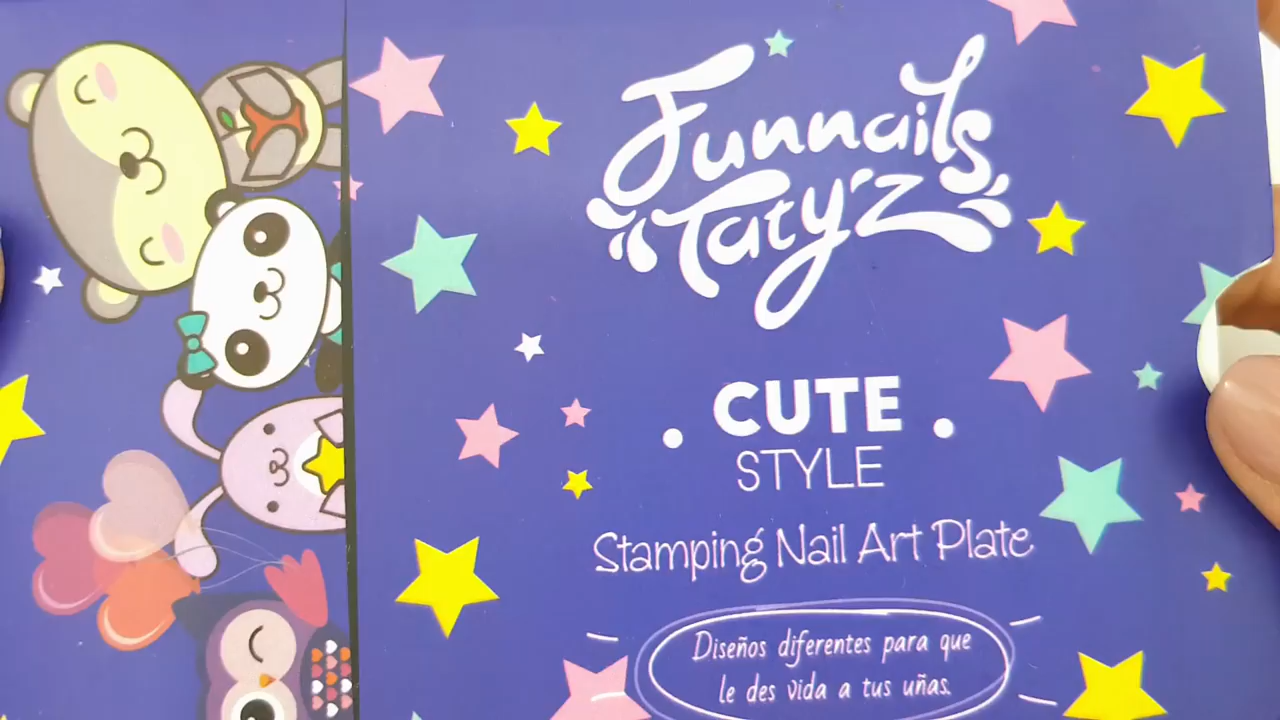 Funnails
Taty'z
. CUTE .
STYLE
Stamping Nail Art Plate
Diseños diferentes para que
le des vida a tus uñas.